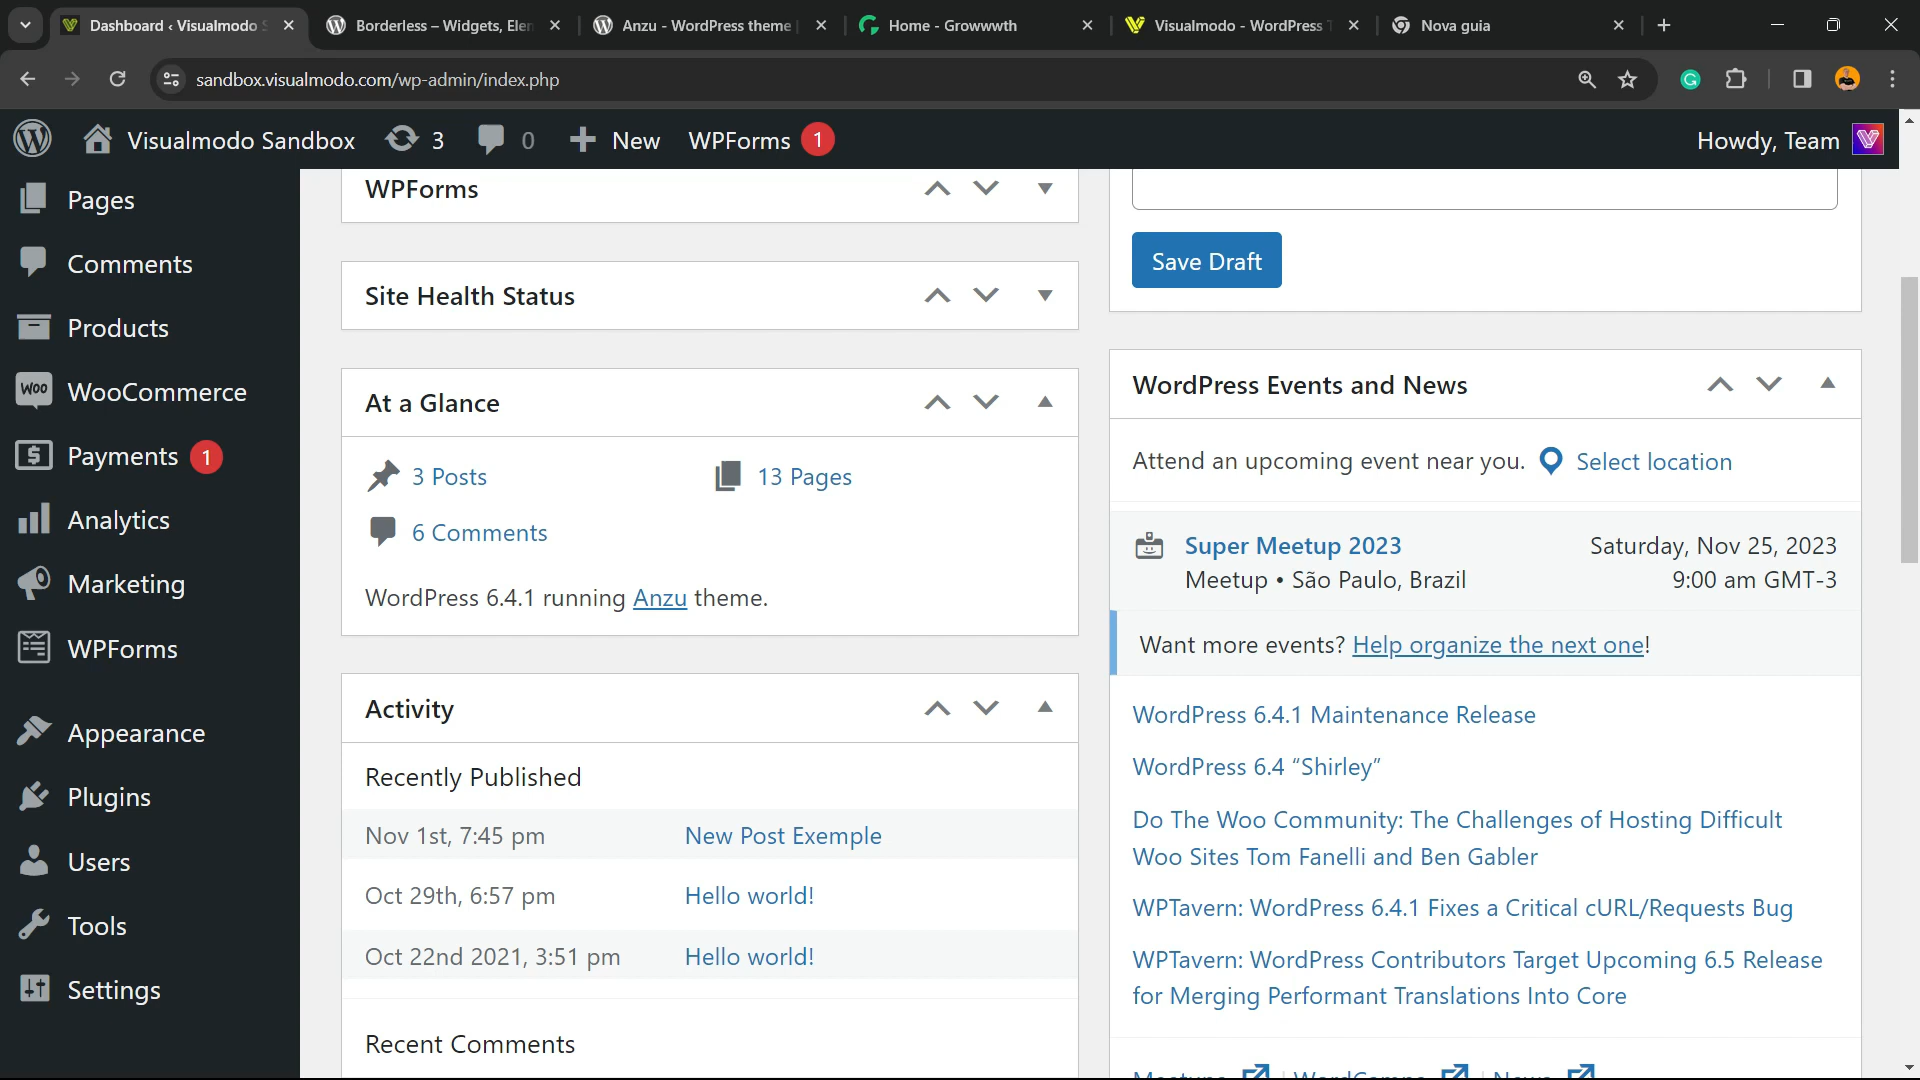 Dashboard ‹ Visualmodo S
Borderless – Widgets, Elen
Anzu - WordPress theme |
Home - Growwwth
Visualmodo - WordPress T
Nova guia
sandbox.visualmodo.com/wp-admin/index.php
Visualmodo Sandbox
3
0
New
WPForms 1
Howdy, Team
Pages
Comments
Products
WooCommerce
Payments 1
Analytics
Marketing
WPForms
Appearance
Plugins
Users
Tools
Settings
WPForms
Site Health Status
At a Glance
3 Posts
13 Pages
6 Comments
WordPress 6.4.1 running Anzu theme.
Activity
Recently Published
Nov 1st, 7:45 pm New Post Exemple
Oct 29th, 6:57 pm Hello world!
Oct 22nd 2021, 3:51 pm Hello world!
Recent Comments
Save Draft
WordPress Events and News
Attend an upcoming event near you. Select location
Super Meetup 2023 Saturday, Nov 25, 2023
Meetup • São Paulo, Brazil 9:00 am GMT-3
Want more events? Help organize the next one!
WordPress 6.4.1 Maintenance Release
WordPress 6.4 “Shirley”
Do The Woo Community: The Challenges of Hosting Difficult
Woo Sites Tom Fanelli and Ben Gabler
WPTavern: WordPress 6.4.1 Fixes a Critical cURL/Requests Bug
WPTavern: WordPress Contributors Target Upcoming 6.5 Release
for Merging Performant Translations Into Core
Meetups | WordCamps | News